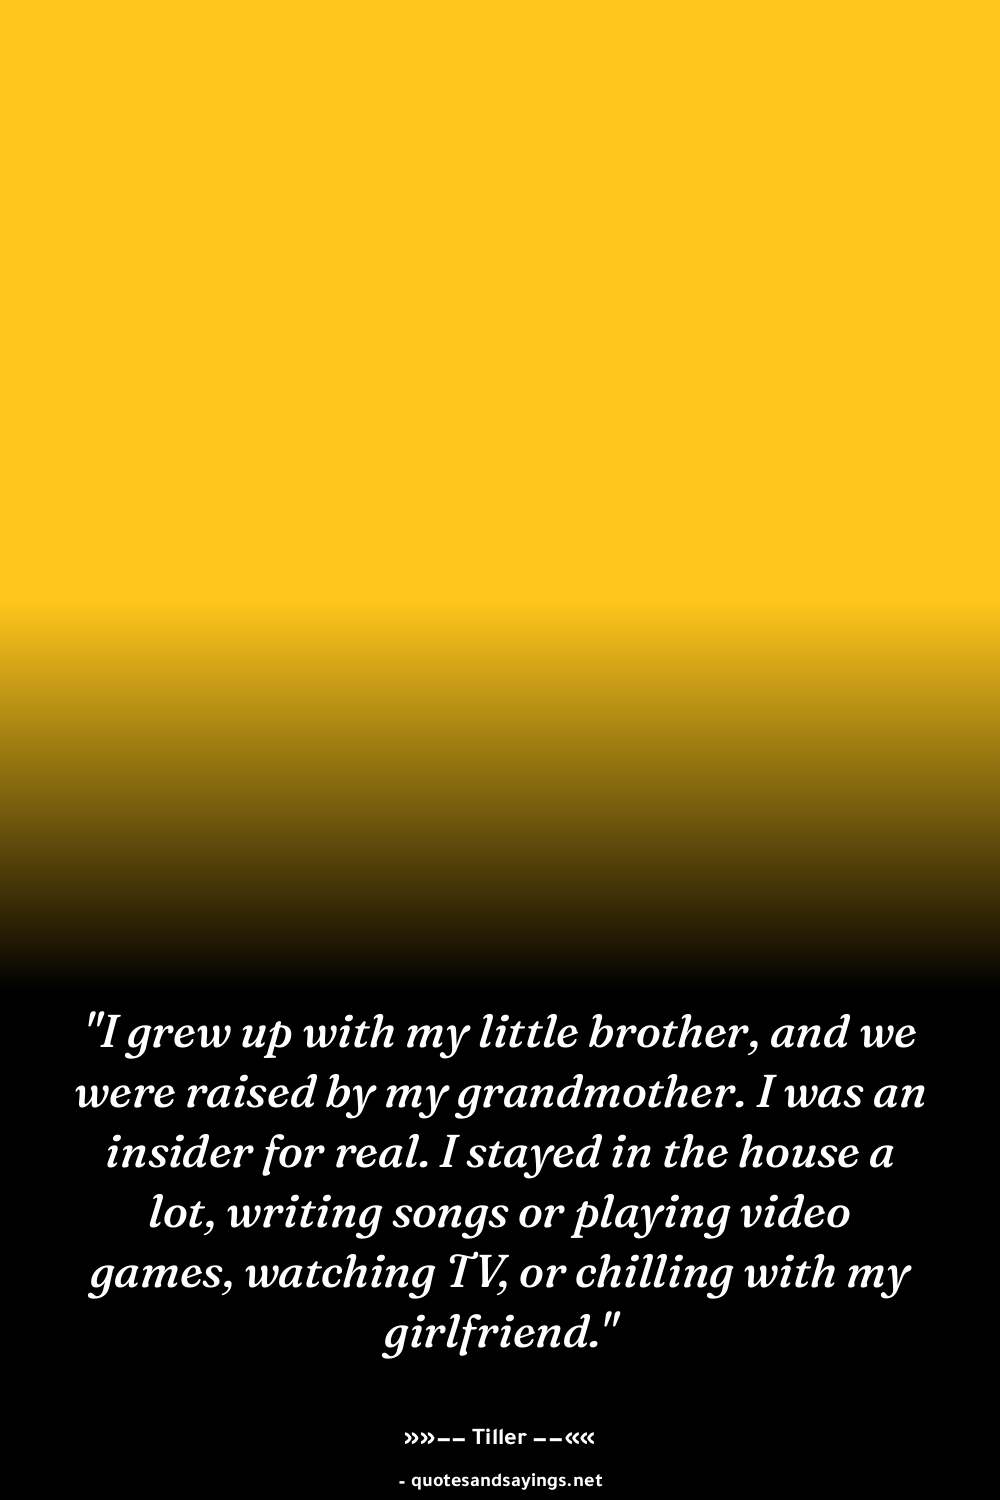 "I grew up with my little brother, and we
were raised by my grandmother. I was an
insider for real. I stayed in the house a
lot, writing songs or playing video
games, watching TV, or chilling with my
girlfriend."
»»–– Tiller ––««
- quotesandsayings.net